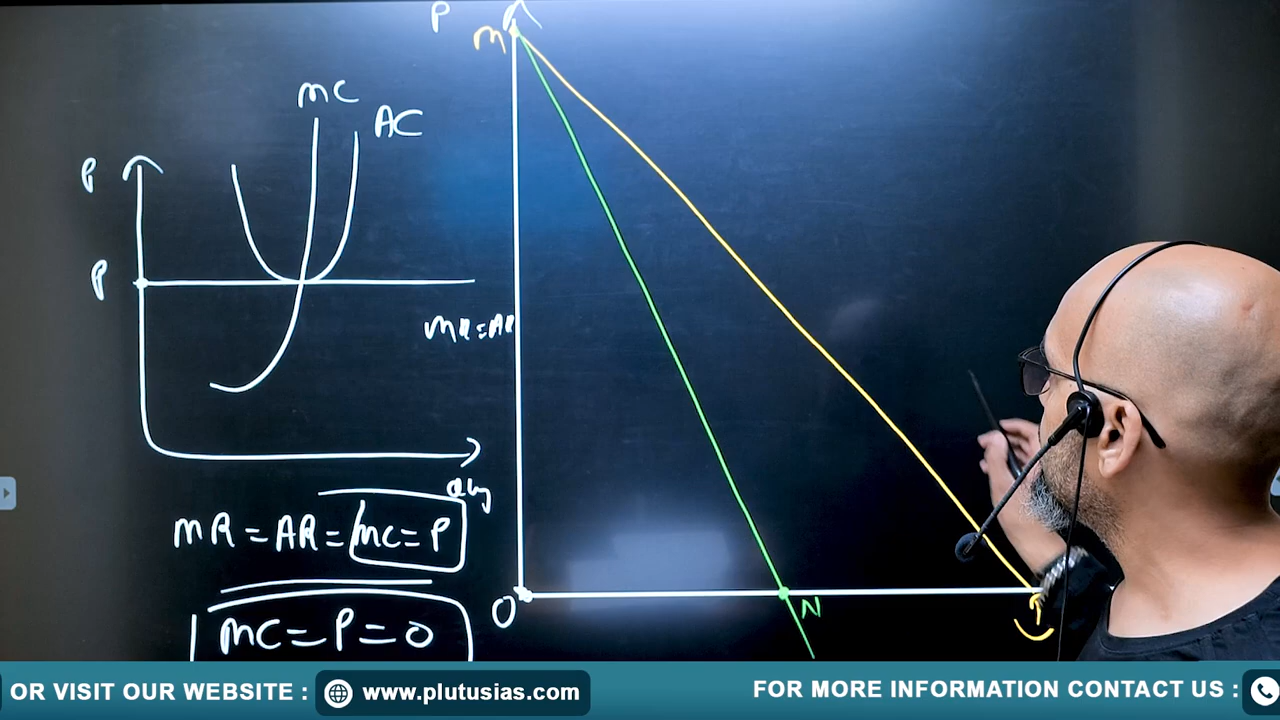 P
M
MC
AC
P
P
MR=AR
Qty
MR=AR=MC=P
O
N
MC=P=0
OR VISIT OUR WEBSITE :
www.plutusias.com
FOR MORE INFORMATION CONTACT US :